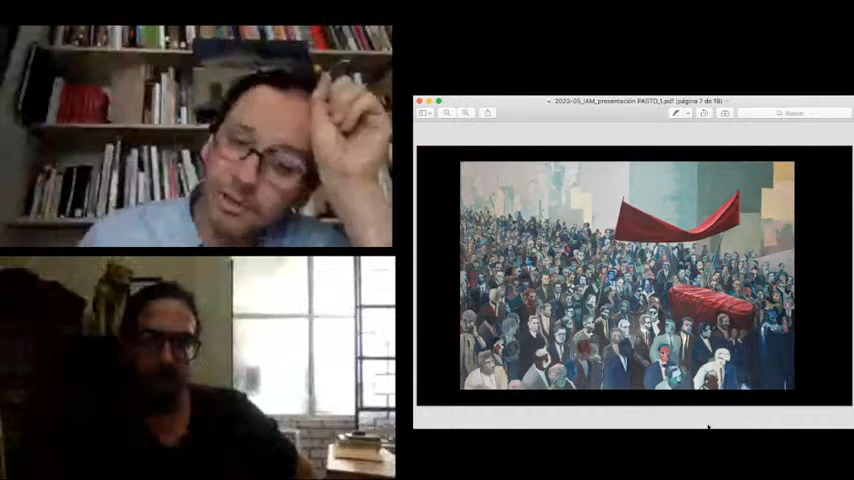 2023-05_IAM_presentación PASTO_1.pdf (página 7 de 18)
Buscar